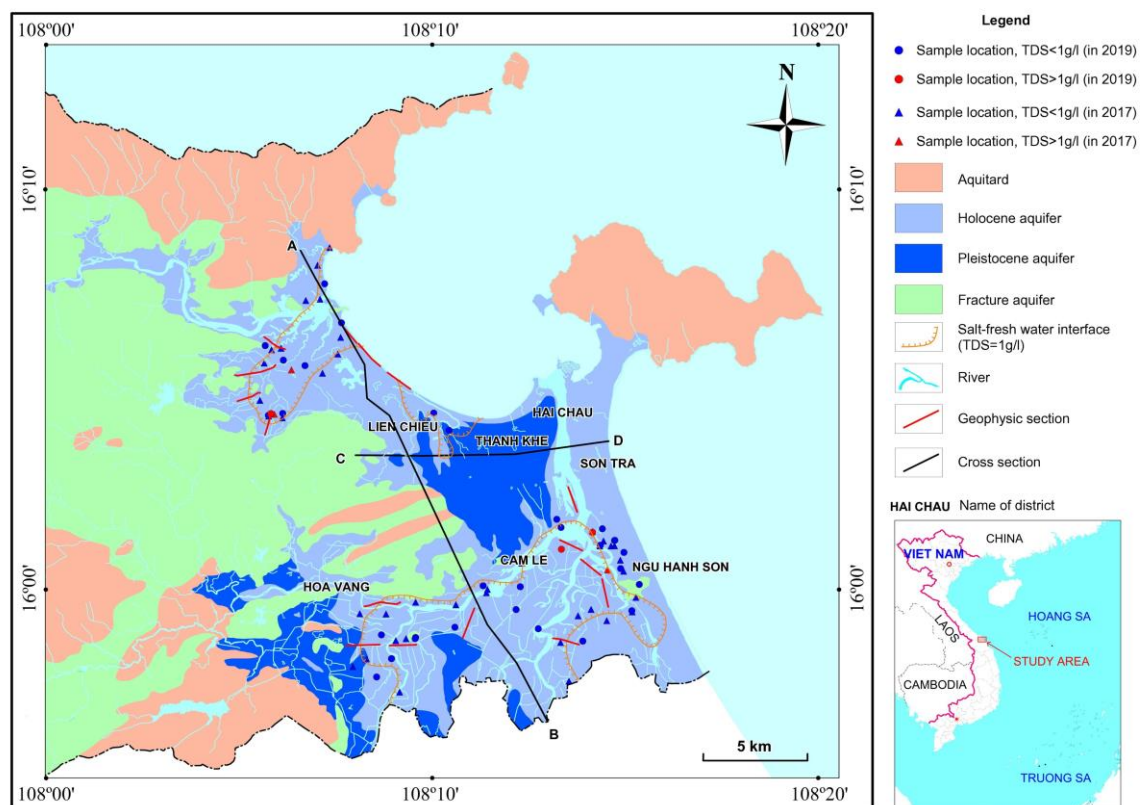 108°00'
108°10'
108°20'
N
16°10'
16°10'
A
HAI CHAU
LIEN CHIEU
THANH KHE
D
C
SON TRA
CAM LE
NGU HANH SON
16°00'
HOA VANG
16°00'
B
5 km
108°00'
108°10'
108°20'
Legend
Sample location, TDS<1g/l (in 2019)
Sample location, TDS>1g/l (in 2019)
Sample location, TDS<1g/l (in 2017)
Sample location, TDS>1g/l (in 2017)
Aquitard
Holocene aquifer
Pleistocene aquifer
Fracture aquifer
Salt-fresh water interface
(TDS=1g/l)
River
Geophysic section
Cross section
HAI CHAU Name of district
CHINA
VIET NAM
LAOS
HOANG SA
STUDY AREA
CAMBODIA
TRUONG SA